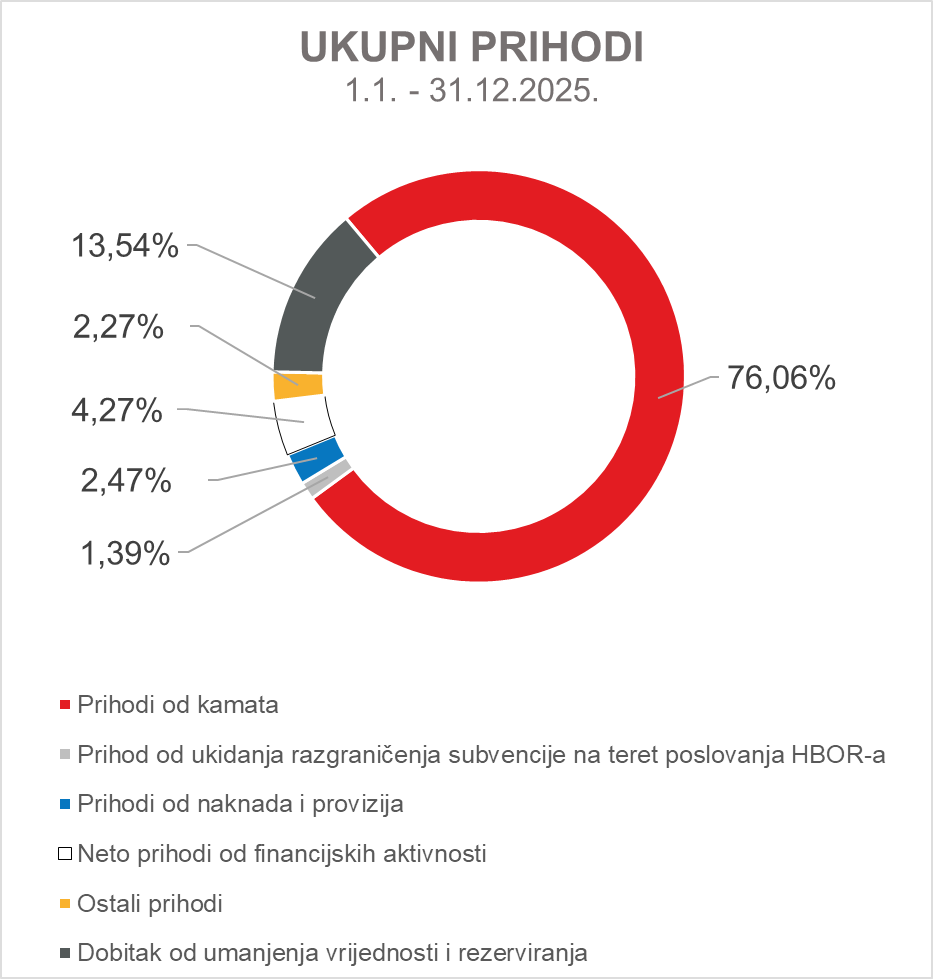 UKUPNI PRIHODI
1.1. - 31.12.2025.
13,54%
2,27%
76,06%
4,27%
2,47%
1,39%
Prihodi od kamata
Prihod od ukidanja razgraničenja subvencije na teret poslovanja HBOR-a
Prihodi od naknada i provizija
Neto prihodi od financijskih aktivnosti
Ostali prihodi
Dobitak od umanjenja vrijednosti i rezerviranja